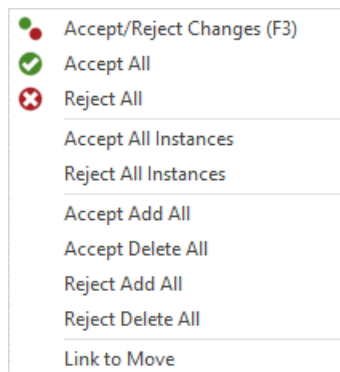 Accept/Reject Changes (F3)
Accept All
Reject All
Accept All Instances
Reject All Instances
Accept Add All
Accept Delete All
Reject Add All
Reject Delete All
Link to Move